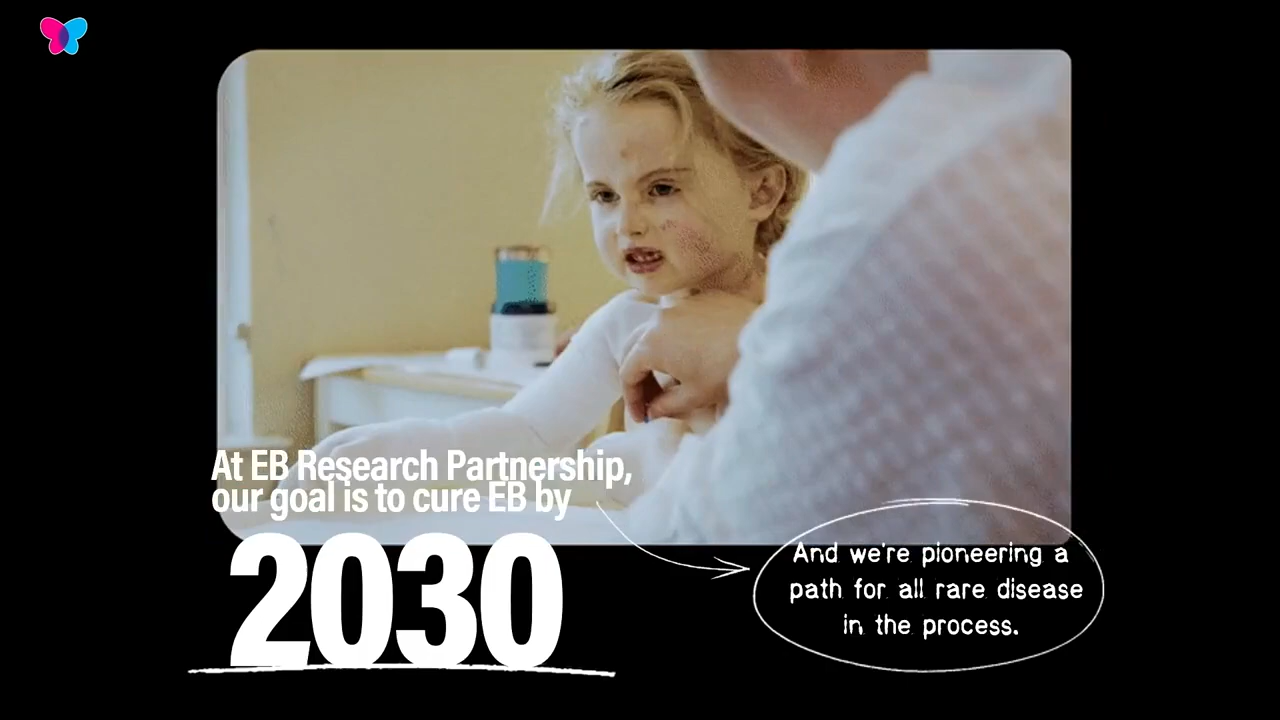 At EB Research Partnership,
our goal is to cure EB by
2030
And we're pioneering a
path for all rare disease
in the process.